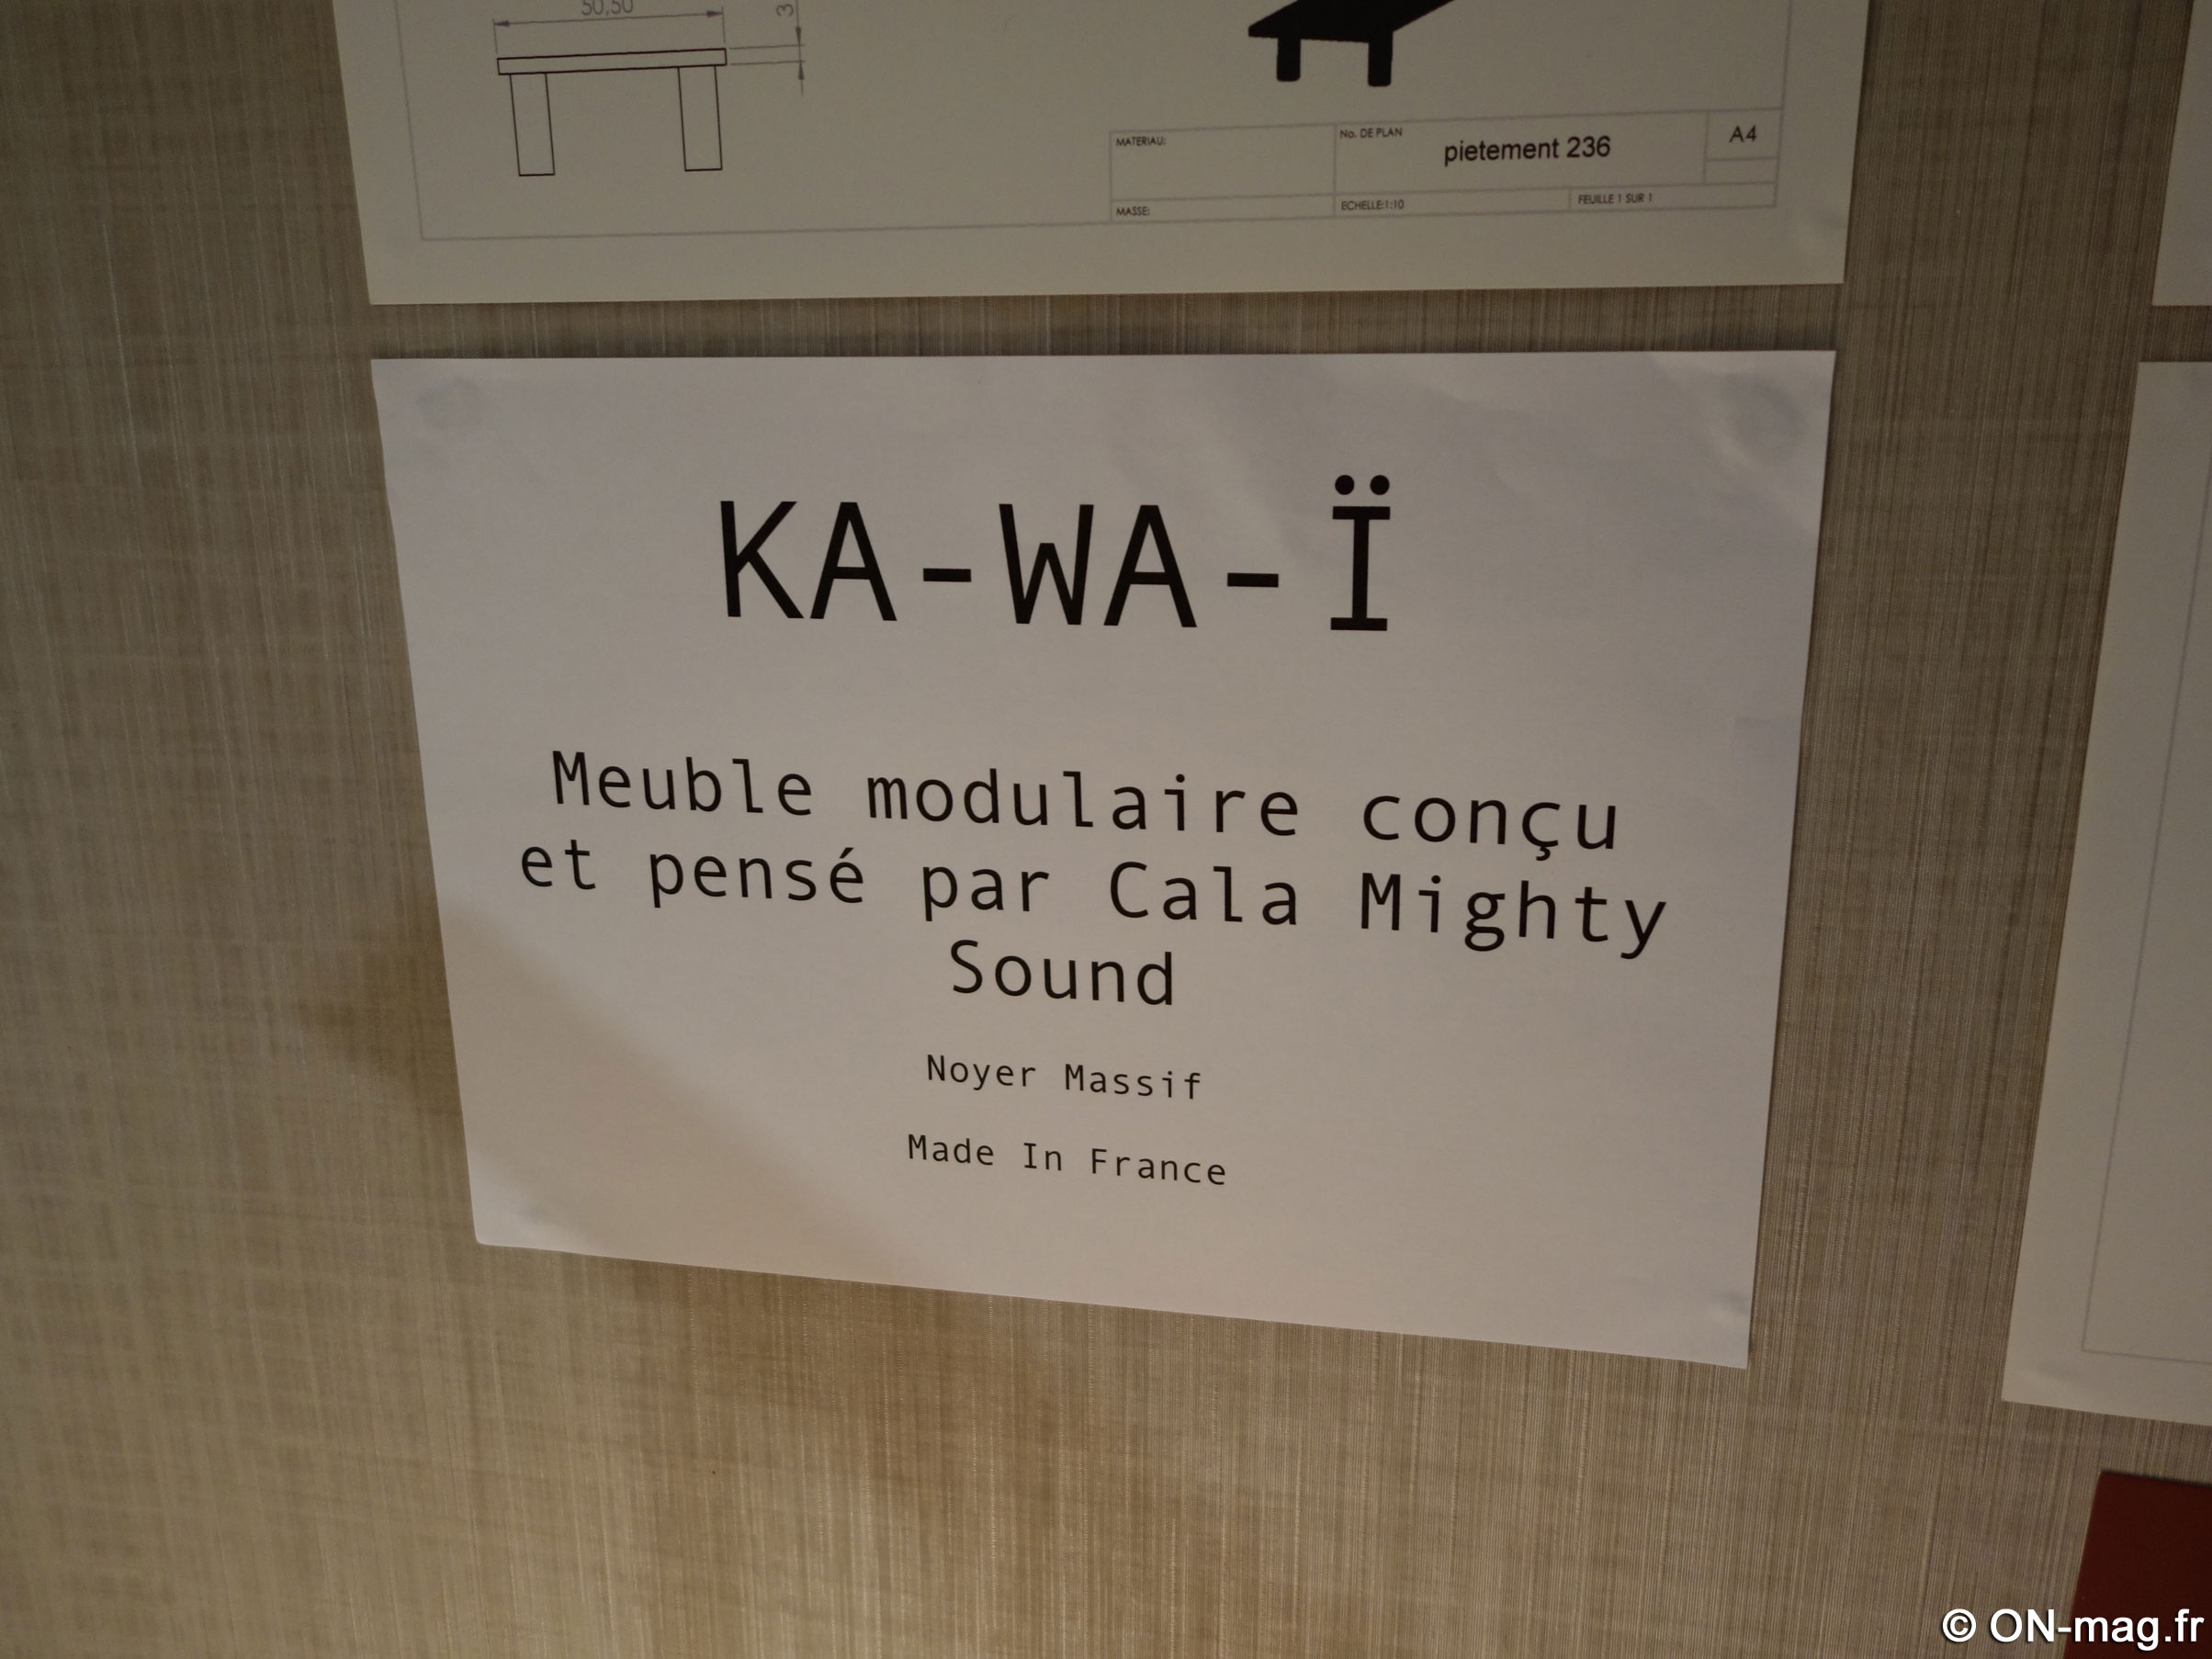 50,50
3
MATERIAU:
No. DE PLAN
pietement 236
A4
MASSE:
ECHELLE:1:10
FEUILLE 1 SUR 1
KA-WA-Ï
Meuble modulaire conçu
et pensé par Cala Mighty
Sound
Noyer Massif
Made In France
© ON-mag.fr